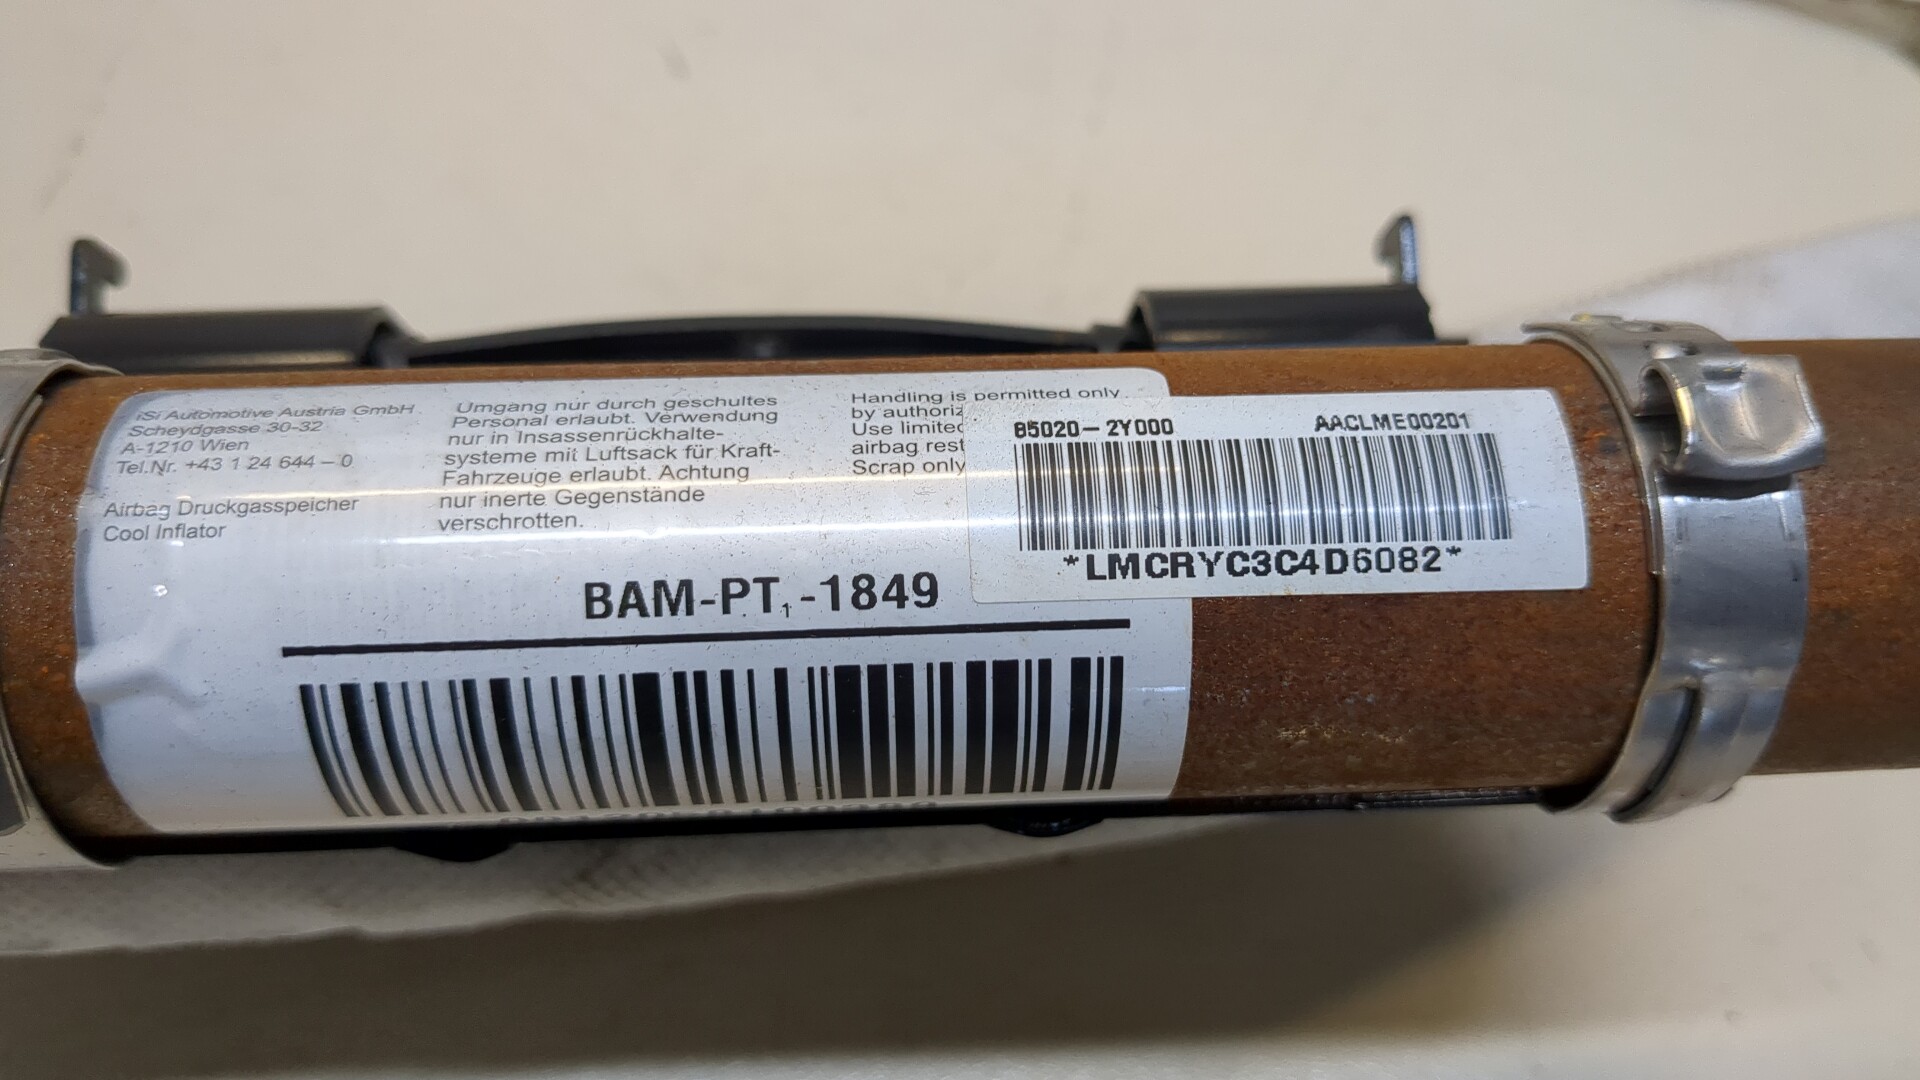 iSi Automotive Austria GmbH
Scheydgasse 30-32
A-1210 Wien
Tel.Nr. +43 1 24 644 – 0
Airbag Druckgasspeicher
Cool Inflator
Umgang nur durch geschultes
Personal erlaubt. Verwendung
nur in Insassenrückhalte-
systeme mit Luftsack für Kraft-
Fahrzeuge erlaubt. Achtung
nur inerte Gegenstände
verschrotten.
Handling is permitted only
by
Use
airbag
Scrap only
85020-2Y000 AACLME00201
*LMCRYC3C4D6082*
BAM-PT₁-1849